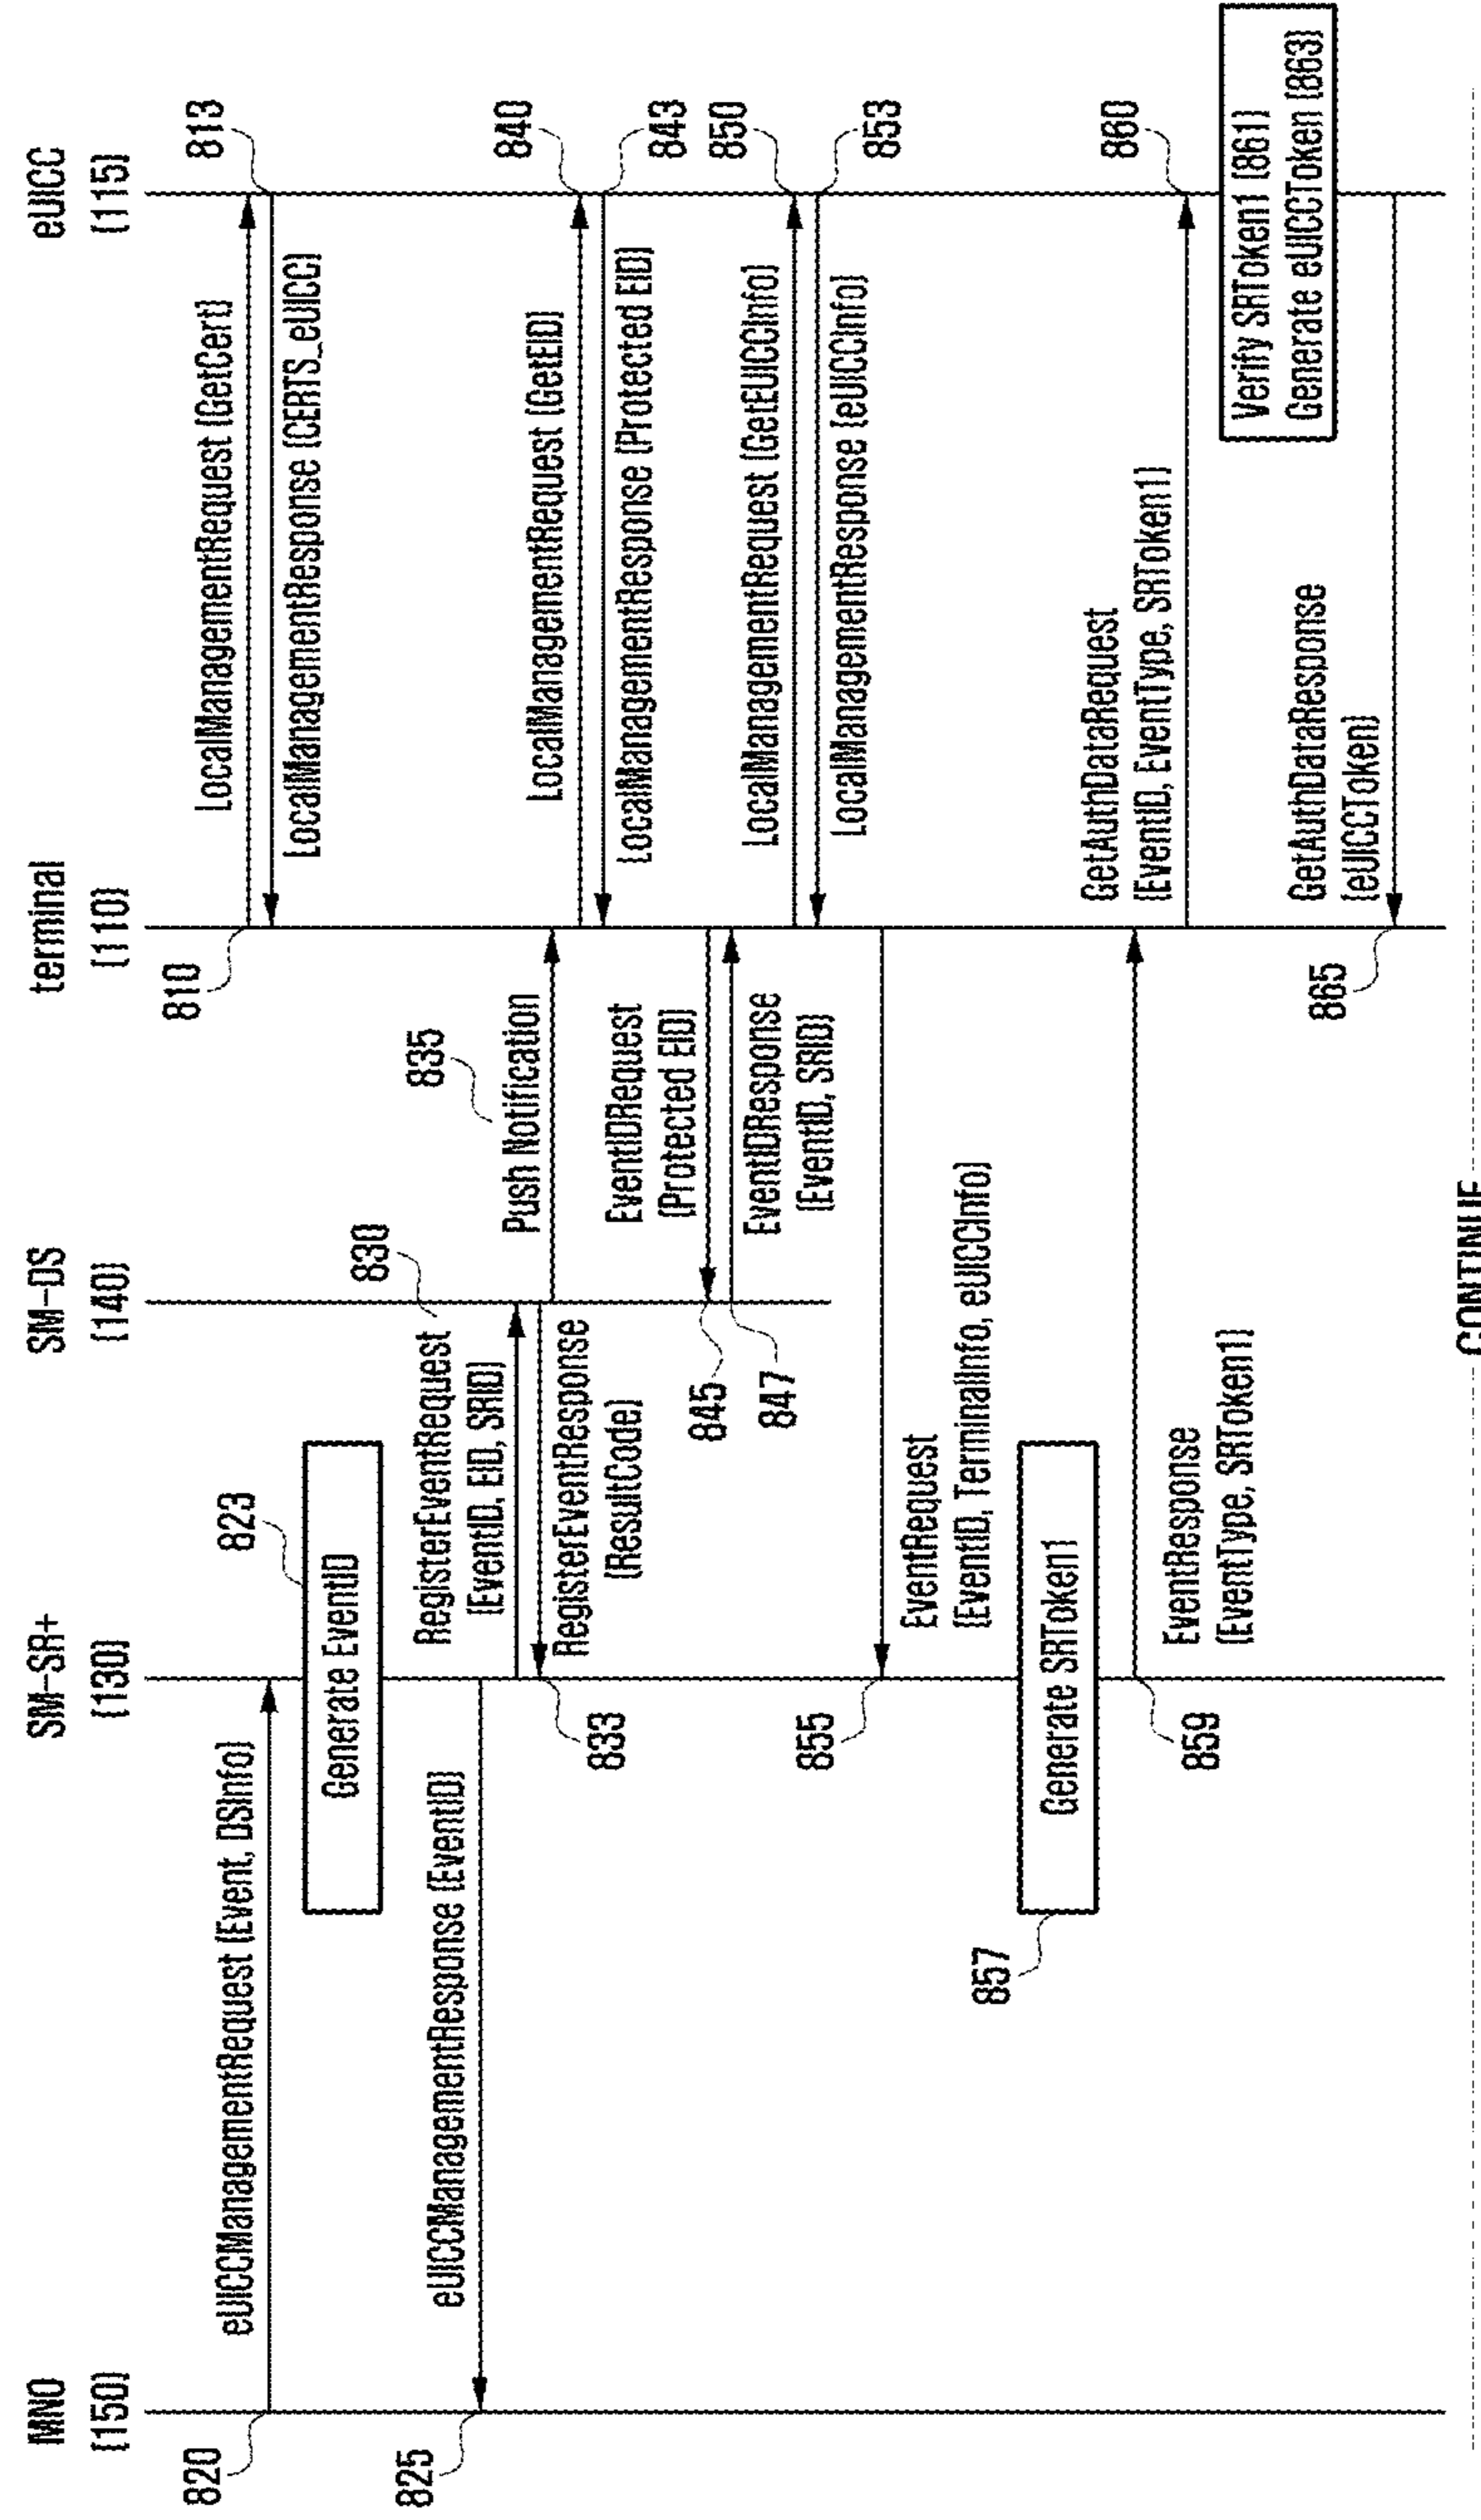 MNO
(150)
SM-SR+
(130)
SM-DS
(140)
terminal
(110)
eUICC
(115)
810
LocalManagementRequest (GetCert)
813
LocalManagementResponse (CERTS_eUICC)
820
eUICCManagementRequest (Event, DSInfo)
823
Generate EventID
825
eUICCManagementResponse (EventID)
830
RegisterEventRequest
(EventID, EID, SRID)
833
RegisterEventResponse
(ResultCode)
835
Push Notification
840
LocalManagementRequest (GetEID)
843
LocalManagementResponse (Protected EID)
845
EventIDRequest
(Protected EID)
847
EventIDResponse
(EventID, SRID)
850
LocalManagementRequest (GetEUICCInfo)
853
LocalManagementResponse (eUICCInfo)
855
EventRequest
(EventID, TerminalInfo, eUICCInfo)
857
Generate SRToken1
859
EventResponse
(EventType, SRToken1)
860
GetAuthDataRequest
(EventID, EventType, SRToken1)
Verify SRToken1 (861)
Generate eUICCToken (863)
865
GetAuthDataResponse
(eUICCToken)
CONTINUE